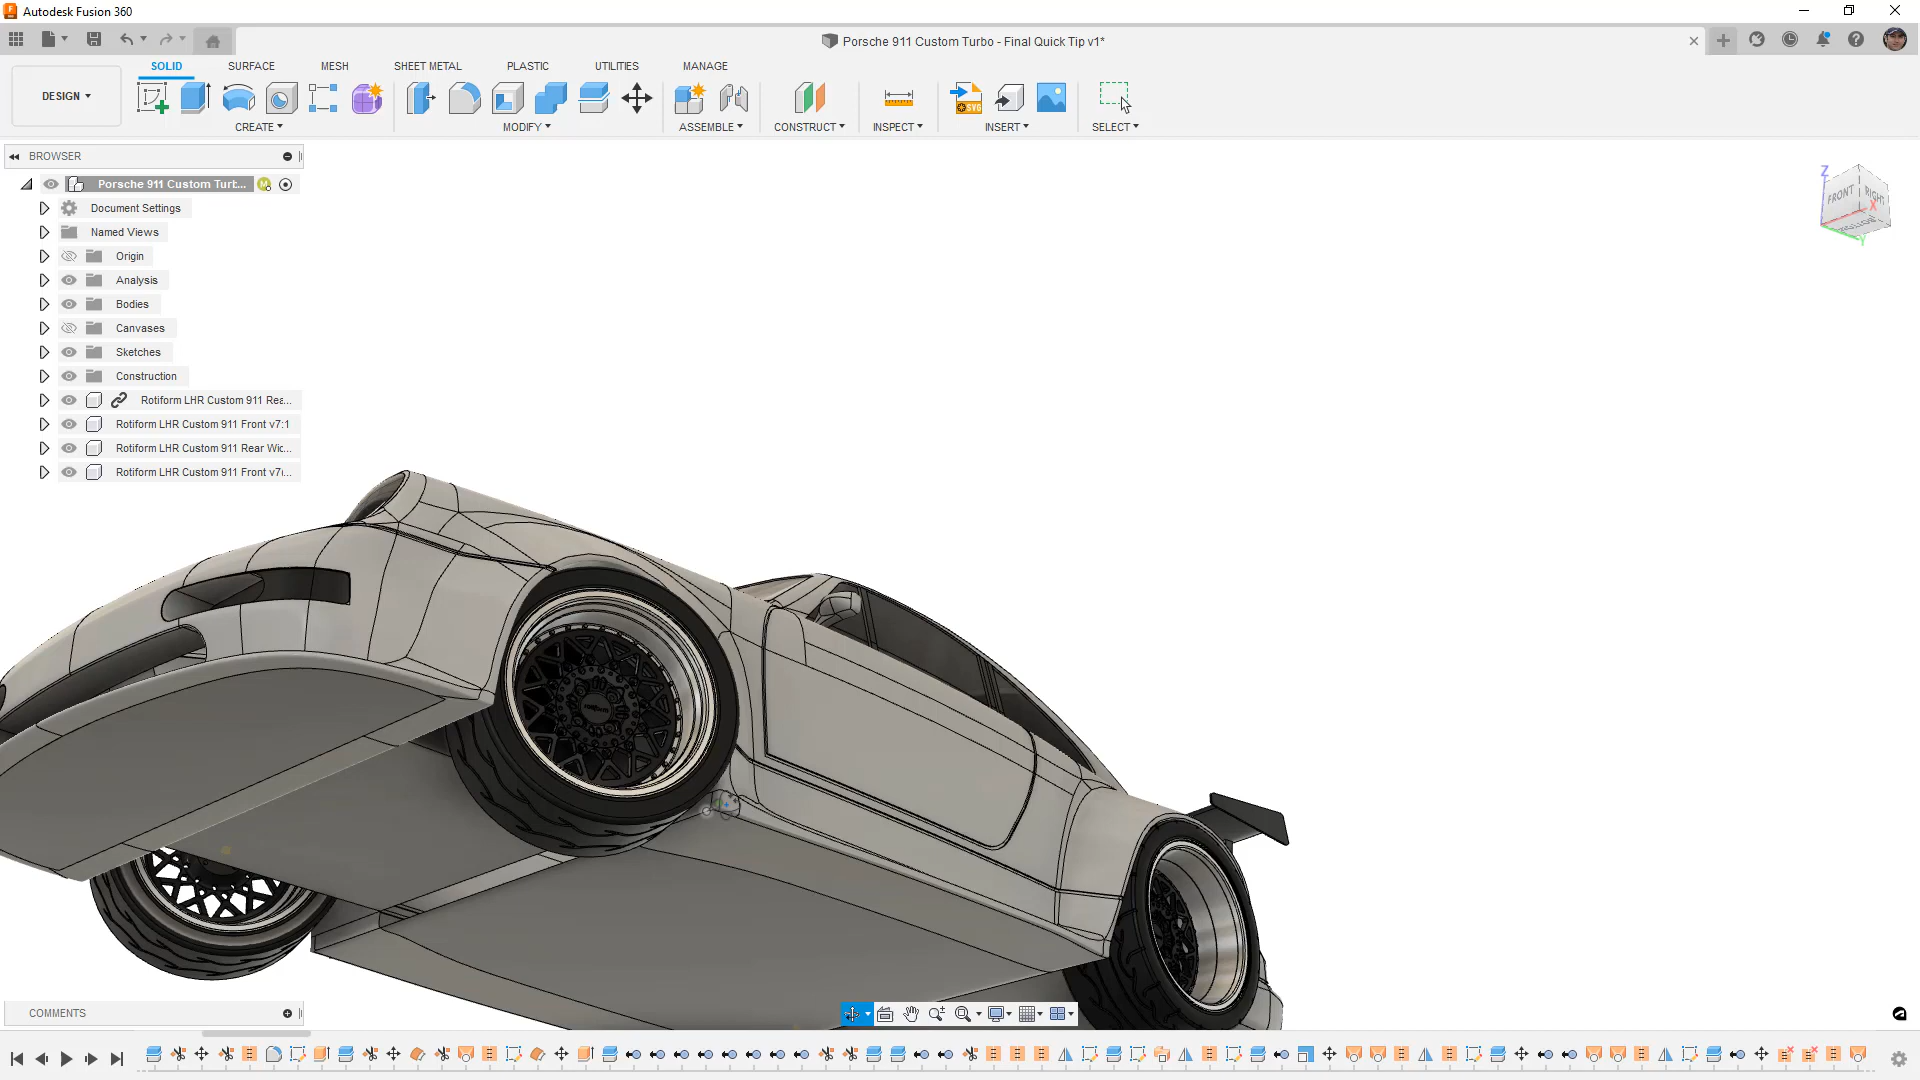 Autodesk Fusion 360
Porsche 911 Custom Turbo - Final Quick Tip v1*
SOLID SURFACE MESH SHEET METAL PLASTIC UTILITIES MANAGE
DESIGN
CREATE MODIFY ASSEMBLE CONSTRUCT INSPECT INSERT SELECT
BROWSER
Porsche 911 Custom Turt...
Document Settings
Named Views
Origin
Analysis
Bodies
Canvases
Sketches
Construction
Rotiform LHR Custom 911 Rea...
Rotiform LHR Custom 911 Front v7:1
Rotiform LHR Custom 911 Rear Wid...
Rotiform LHR Custom 911 Front v7(...
Z
FRONT RIGHT
X
Y
COMMENTS